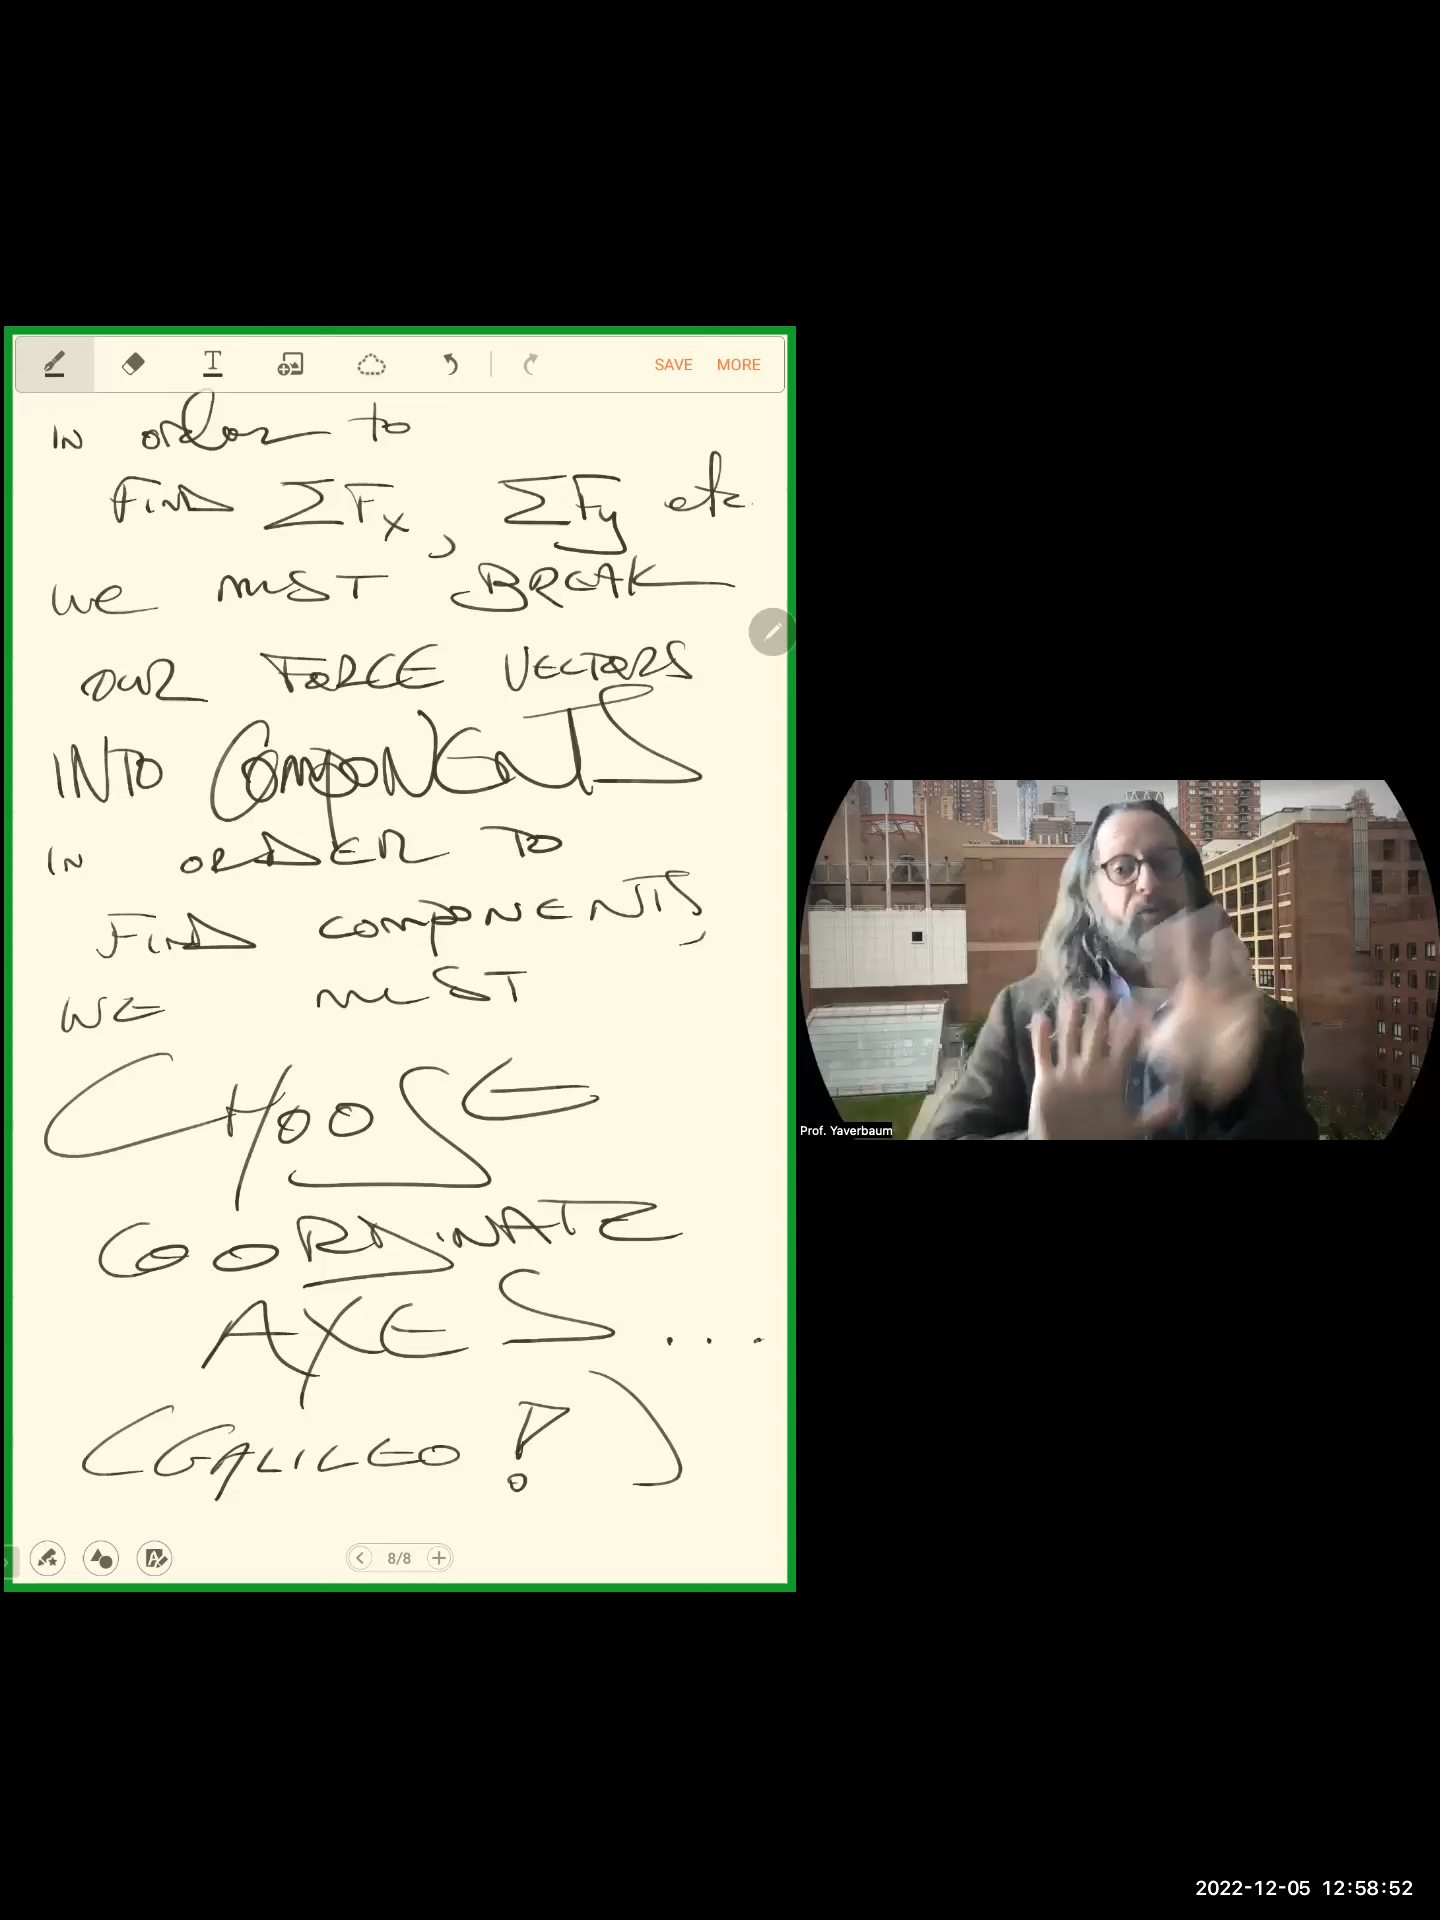 T
SAVE MORE
IN order to
FIND ΣFx, ΣFy etc.
WE MUST BREAK
OUR FORCE VECTORS
INTO COMPONENTS
IN ORDER TO
FIND COMPONENTS,
WE MUST
CHOOSE
COORDINATE
AXES...
(GALILEO!)
8/8
Prof. Yaverbaum
2022-12-05 12:58:52